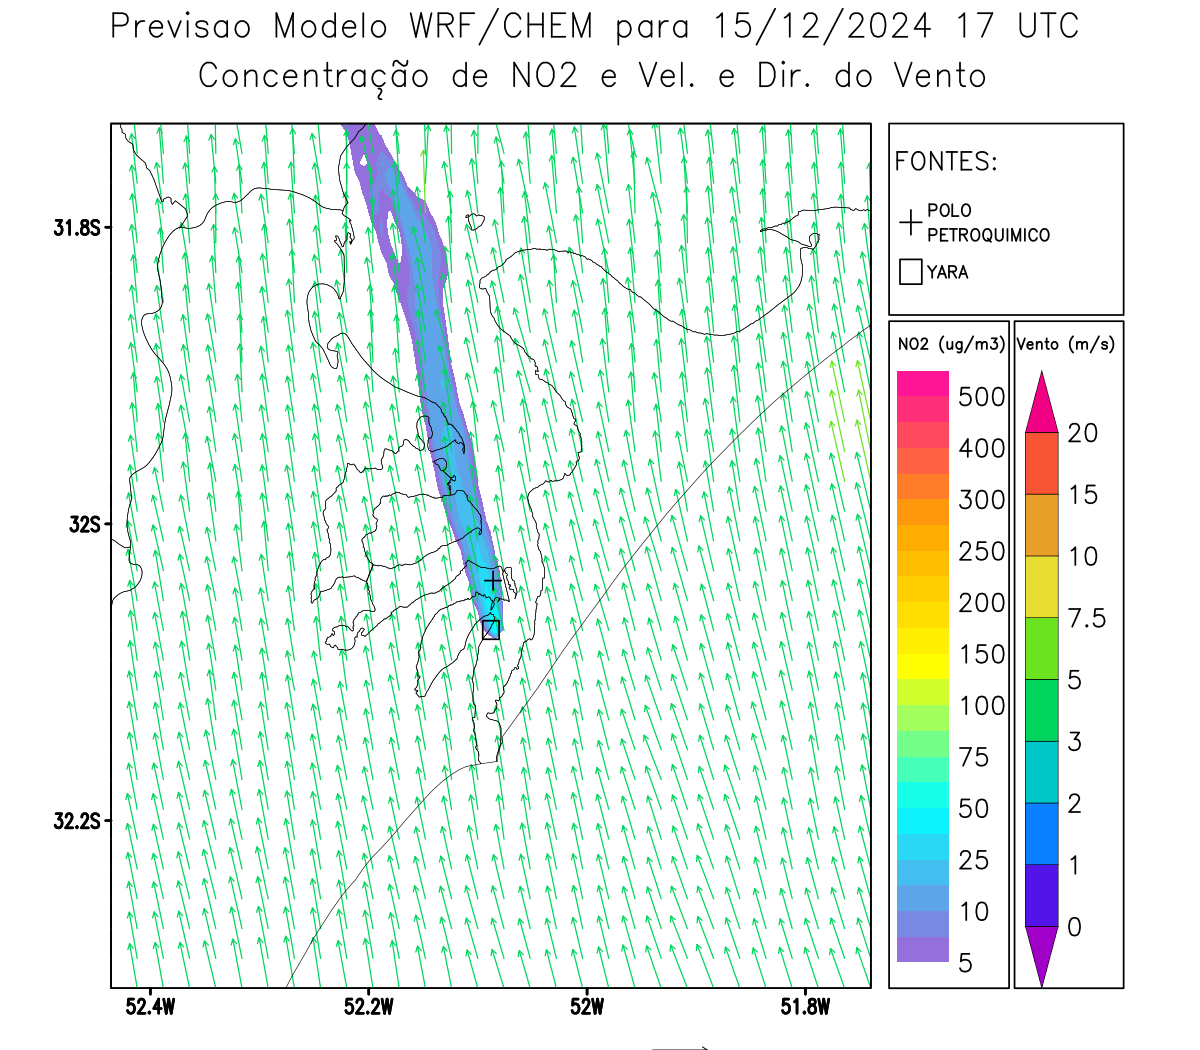 Previsao Modelo WRF/CHEM para 15/12/2024 17 UTC
Concentração de NO2 e Vel. e Dir. do Vento
31.8S
32S
32.2S
52.4W
52.2W
52W
51.8W
FONTES:
POLO
PETROQUIMICO
YARA
NO2 (ug/m3)
500
400
300
250
200
150
100
75
50
25
10
5
Vento (m/s)
20
15
10
7.5
5
3
2
1
0